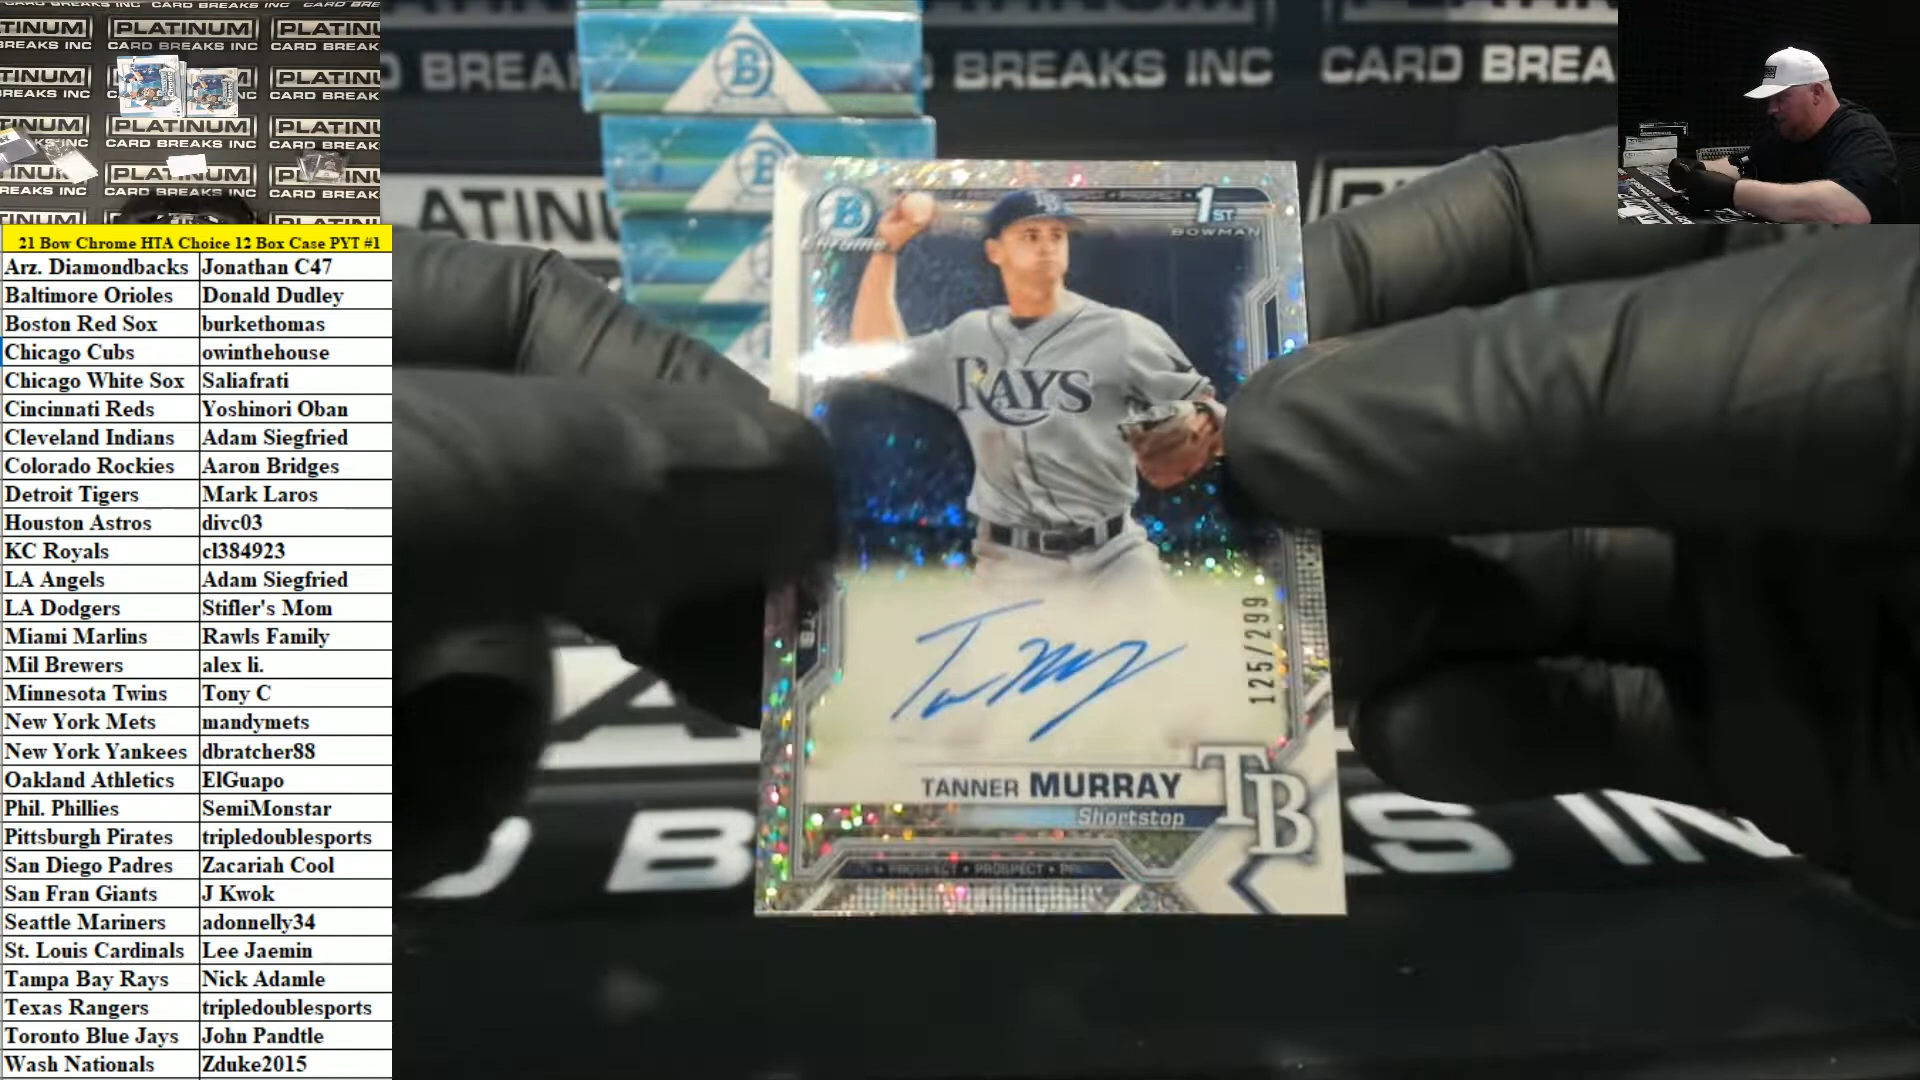 21 Bow Chrome HTA Choice 12 Box Case PYT #1
Arz. Diamondbacks Jonathan C47
Baltimore Orioles Donald Dudley
Boston Red Sox burkethomas
Chicago Cubs owinthehouse
Chicago White Sox Saliafrati
Cincinnati Reds Yoshinori Oban
Cleveland Indians Adam Siegfried
Colorado Rockies Aaron Bridges
Detroit Tigers Mark Laros
Houston Astros divc03
KC Royals cl384923
LA Angels Adam Siegfried
LA Dodgers Stifler's Mom
Miami Marlins Rawls Family
Mil Brewers alex li.
Minnesota Twins Tony C
New York Mets mandymets
New York Yankees dbratcher88
Oakland Athletics ElGuapo
Phil. Phillies SemiMonstar
Pittsburgh Pirates tripledoublesports
San Diego Padres Zacariah Cool
San Fran Giants J Kwok
Seattle Mariners adonnelly34
St. Louis Cardinals Lee Jaemin
Tampa Bay Rays Nick Adamle
Texas Rangers tripledoublesports
Toronto Blue Jays John Pandtle
Wash Nationals Zduke2015
PLATINUM
CARD BREAKS INC
BREAKS INC
CARD BREA
B
Chrome
PROSPECT
1ST
BOWMAN
TB
RAYS
125/299
TANNER MURRAY
Shortstop
TB
PROSPECT • PROSPECT